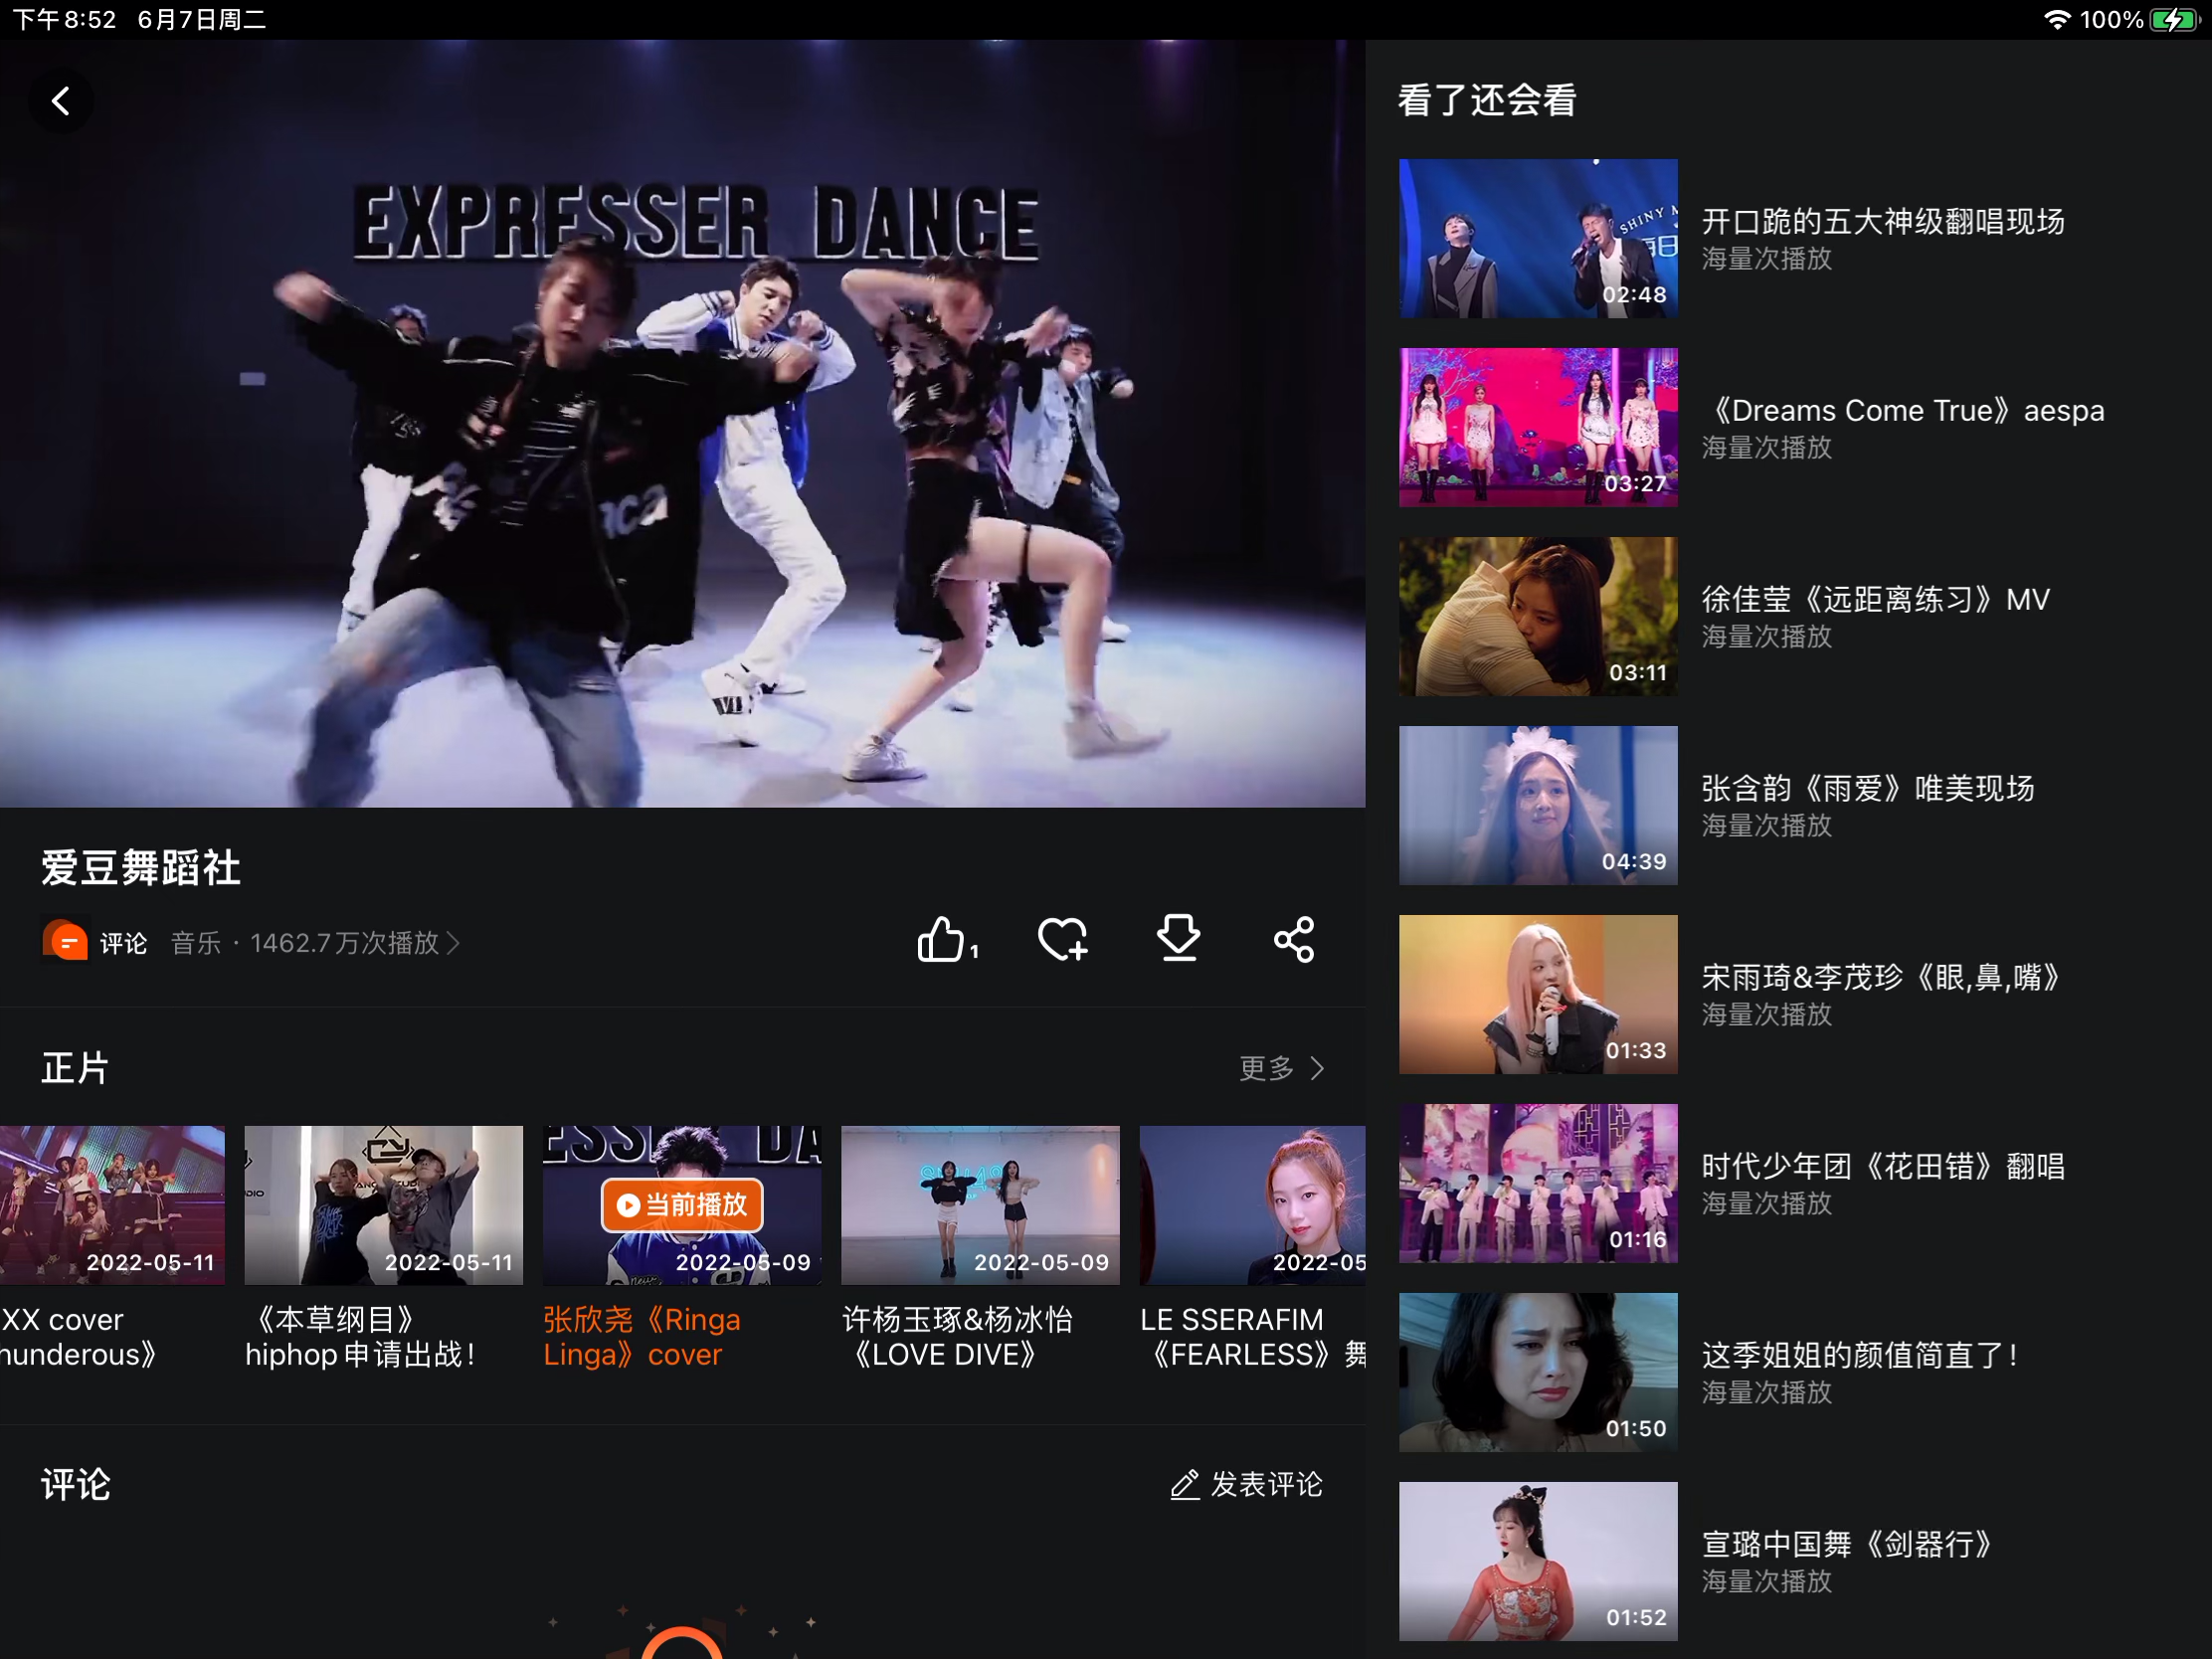 下午8:52 6月7日周二
100%
EXPRESSER DANCE
爱豆舞蹈社
评论 音乐 · 1462.7万次播放
1
正片
更多
2022-05-11
XX cover
hunderous》
2022-05-11
《本草纲目》
hiphop申请出战!
当前播放
2022-05-09
张欣尧《Ringa
Linga》cover
2022-05-09
许杨玉琢&杨冰怡
《LOVE DIVE》
2022-05
LE SSERAFIM
《FEARLESS》舞
评论
发表评论
看了还会看
02:48
开口跪的五大神级翻唱现场
海量次播放
03:27
《Dreams Come True》aespa
海量次播放
03:11
徐佳莹《远距离练习》MV
海量次播放
04:39
张含韵《雨爱》唯美现场
海量次播放
01:33
宋雨琦&李茂珍《眼,鼻,嘴》
海量次播放
01:16
时代少年团《花田错》翻唱
海量次播放
01:50
这季姐姐的颜值简直了!
海量次播放
01:52
宣璐中国舞《剑器行》
海量次播放